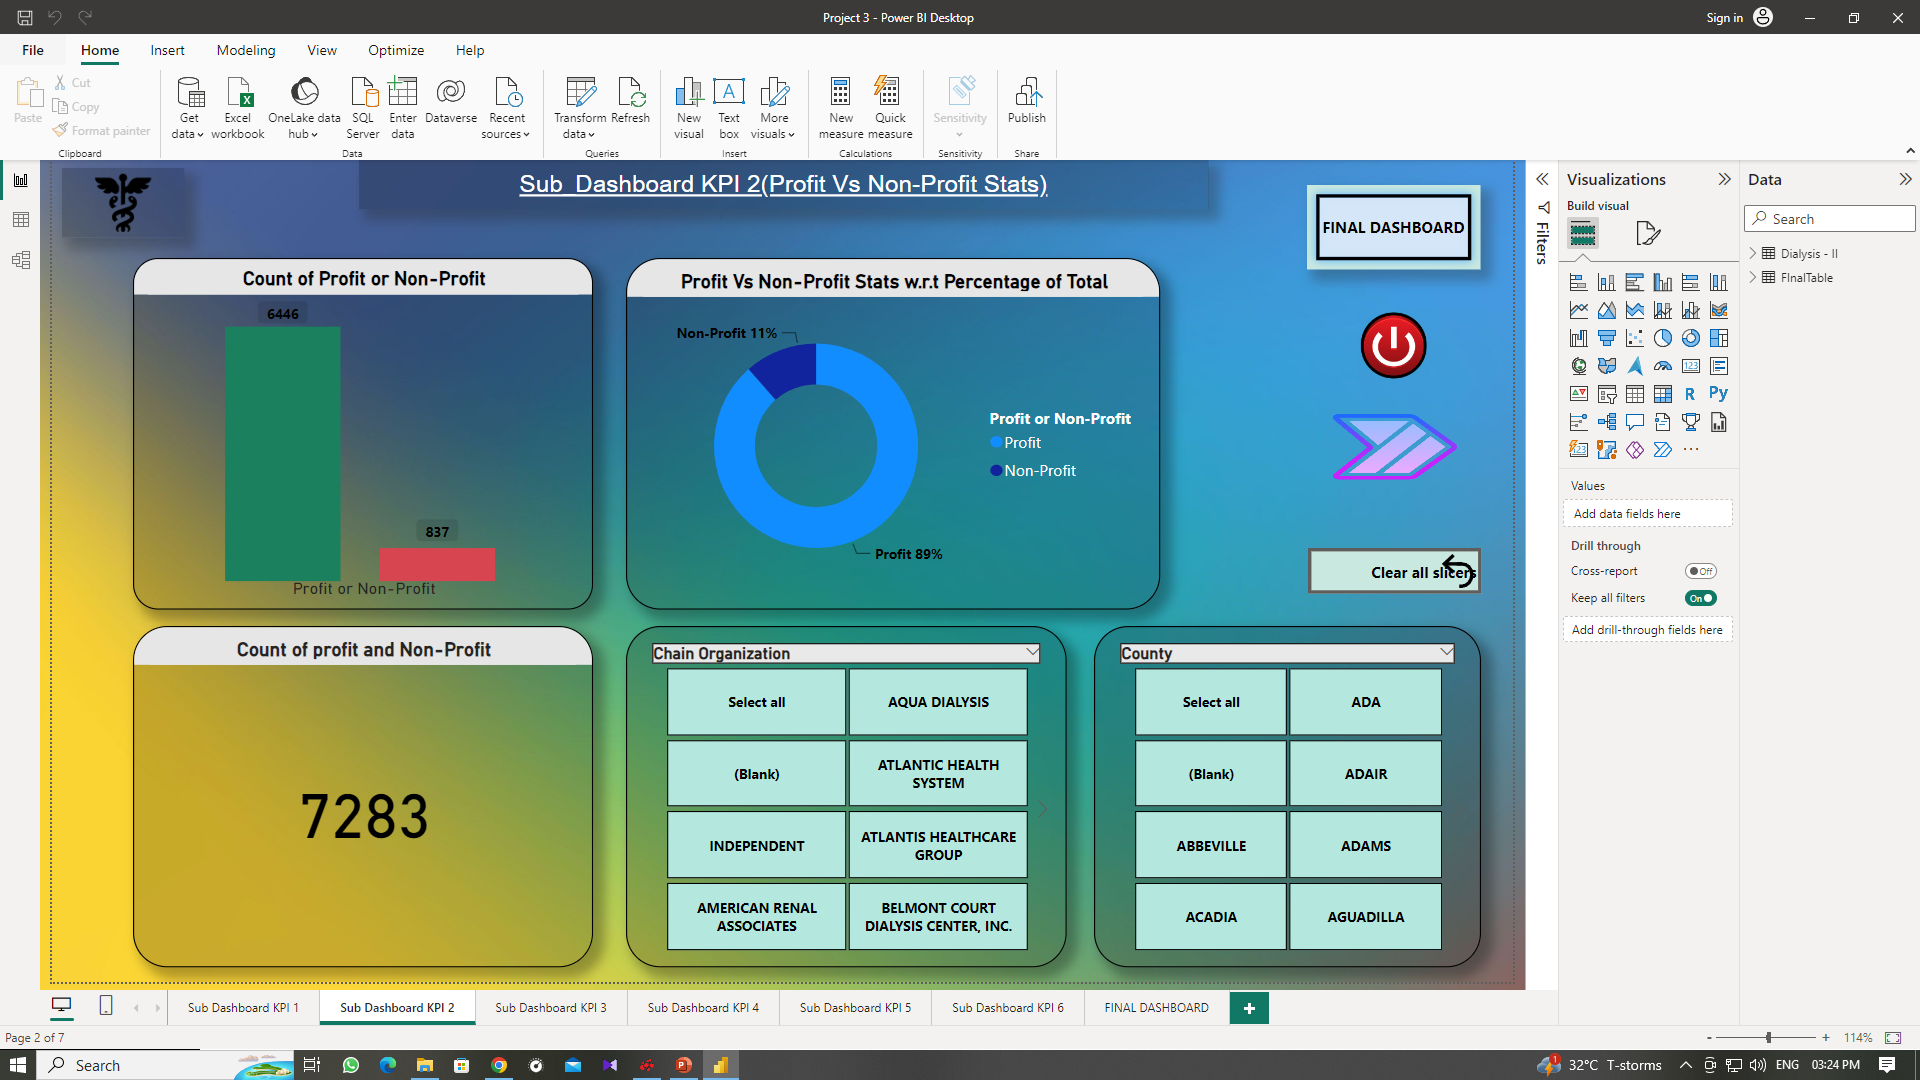 Project 3 - Power BI Desktop
Sign in
File
Home
Insert
Modeling
View
Optimize
Help
Paste
Cut
Copy
Format painter
Clipboard
Get data
Excel workbook
OneLake data hub
SQL Server
Enter data
Dataverse
Recent sources
Data
Transform data
Refresh
Queries
New visual
A
Text box
More visuals
Insert
New measure
Quick measure
Calculations
Sensitivity
Sensitivity
Publish
Share
Sub_Dashboard KPI 2(Profit Vs Non-Profit Stats)
FINAL DASHBOARD
Count of Profit or Non-Profit
6446
837
Profit or Non-Profit
Profit Vs Non-Profit Stats w.r.t Percentage of Total
Non-Profit 11%
Profit 89%
Profit or Non-Profit
Profit
Non-Profit
Clear all slicers
Count of profit and Non-Profit
7283
Chain Organization
Select all
AQUA DIALYSIS
(Blank)
ATLANTIC HEALTH
SYSTEM
INDEPENDENT
ATLANTIS HEALTHCARE
GROUP
AMERICAN RENAL
ASSOCIATES
BELMONT COURT
DIALYSIS CENTER, INC.
County
Select all
ADA
(Blank)
ADAIR
ABBEVILLE
ADAMS
ACADIA
AGUADILLA
Filters
Visualizations
Build visual
123
R
Py
123
Values
Add data fields here
Drill through
Cross-report
Off
Keep all filters
On
Add drill-through fields here
Data
Search
Dialysis - II
FInalTable
Sub Dashboard KPI 1
Sub Dashboard KPI 2
Sub Dashboard KPI 3
Sub Dashboard KPI 4
Sub Dashboard KPI 5
Sub Dashboard KPI 6
FINAL DASHBOARD
+
Page 2 of 7
- + 114%
Search
1
32°C T-storms
ENG
03:24 PM